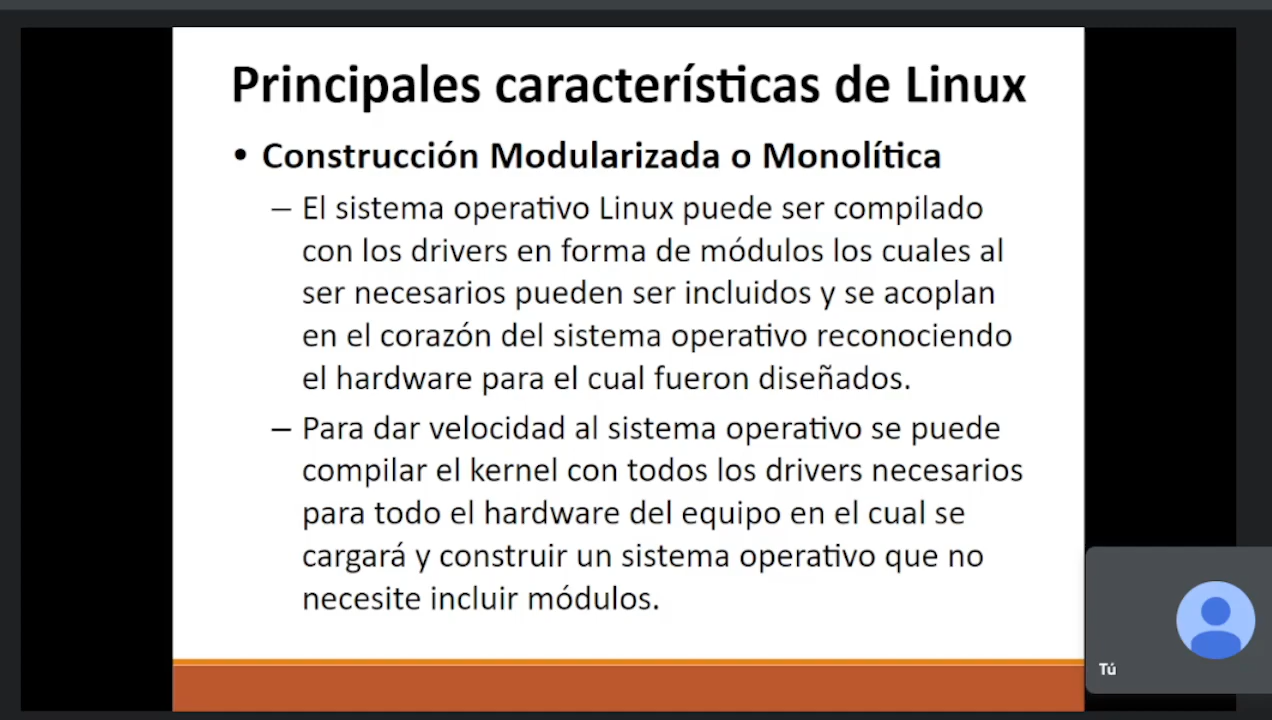 Principales características de Linux
• Construcción Modularizada o Monolítica
– El sistema operativo Linux puede ser compilado
con los drivers en forma de módulos los cuales al
ser necesarios pueden ser incluidos y se acoplan
en el corazón del sistema operativo reconociendo
el hardware para el cual fueron diseñados.
– Para dar velocidad al sistema operativo se puede
compilar el kernel con todos los drivers necesarios
para todo el hardware del equipo en el cual se
cargará y construir un sistema operativo que no
necesite incluir módulos.
Tú